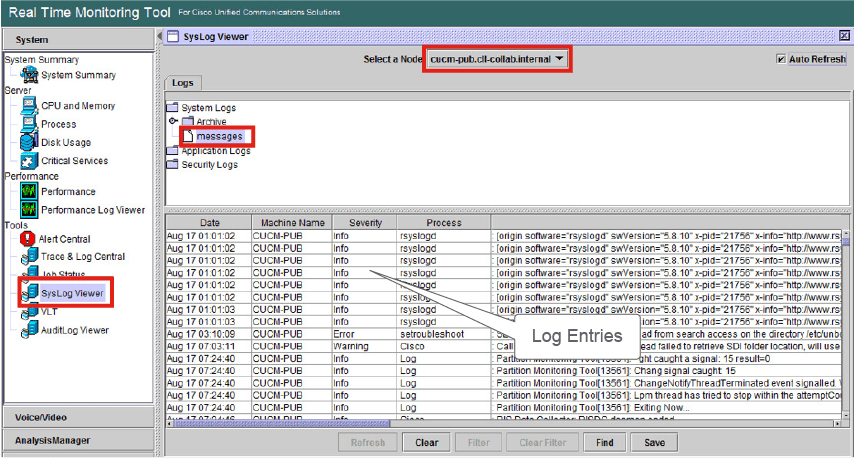 Real Time Monitoring Tool For Cisco Unified Communications Solutions
System
System Summary
System Summary
Server
CPU and Memory
Process
Disk Usage
Critical Services
Performance
Performance
Performance Log Viewer
Tools
Alert Central
Trace & Log Central
Job Status
SysLog Viewer
VLT
AuditLog Viewer
Voice/Video
AnalysisManager
SysLog Viewer
Select a Node cucm-pub.cll-collab.internal
Auto Refresh
Logs
System Logs
Archive
messages
Application Logs
Security Logs
Date Machine Name Severity Process
Aug 17 01:01:02 CUCM-PUB Info rsyslogd : [origin software="rsyslogd" swVersion="5.8.10" x-pid="21756" x-info="http://www.rs
Aug 17 01:01:02 CUCM-PUB Info rsyslogd : [origin software="rsyslogd" swVersion="5.8.10" x-pid="21756" x-info="http://www.rs
Aug 17 01:01:02 CUCM-PUB Info rsyslogd : [origin software="rsyslogd" swVersion="5.8.10" x-pid="21756" x-info="http://www.rs
Aug 17 01:01:02 CUCM-PUB Info rsyslogd : [origin software="rsyslogd" swVersion="5.8.10" x-pid="21756" x-info="http://www.rs
Aug 17 01:01:02 CUCM-PUB Info rsyslogd : [origin software="rsyslogd" swVersion="5.8.10" x-pid="21756" x-info="http://www.rs
Aug 17 01:01:02 CUCM-PUB Info rsyslogd : [origin software="rsyslogd" swVersion="5.8.10" x-pid="21756" x-info="http://www.rs
Aug 17 01:01:03 CUCM-PUB Info rsyslogd : [origin software="rsyslogd" swVersion="5.8.10" x-pid="21756" x-info="http://www.rs
Aug 17 01:01:03 CUCM-PUB Info rsyslogd : [origin software="rsyslogd" swVersion="5.8.10" x-pid="21756" x-info="http://www.rs
Aug 17 03:10:09 CUCM-PUB Error setroubleshoot from search access on the directory /etc/unbo
Aug 17 07:03:11 CUCM-PUB Warning Cisco : Call failed to retrieve SDI folder location, will use
Aug 17 07:24:40 CUCM-PUB Info Log : Partition Monitoring Tool[13561]: caught a signal: 15 result=0
Aug 17 07:24:40 CUCM-PUB Info Log : Partition Monitoring Tool[13561]: Chang signal caught: 15
Aug 17 07:24:40 CUCM-PUB Info Log : Partition Monitoring Tool[13561]: ChangeNotifyThreadTerminated event signalled.
Aug 17 07:24:40 CUCM-PUB Info Log : Partition Monitoring Tool[13561]: Lpm thread has tried to stop within the attemptCou
Aug 17 07:24:40 CUCM-PUB Info Log : Partition Monitoring Tool[13561]: Exiting Now...
Log Entries
Refresh Clear Filter Clear Filter Find Save